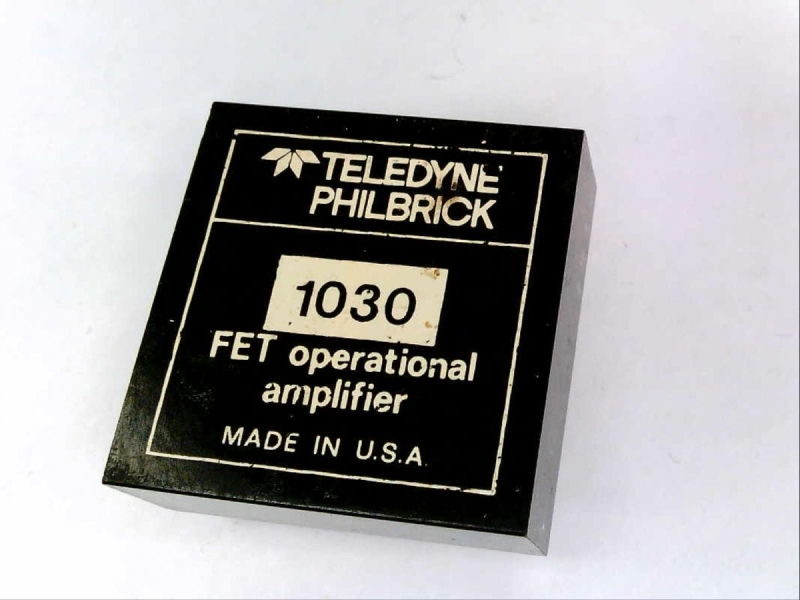 TELEDYNE
PHILBRICK
1030
FET operational
amplifier
MADE IN U.S.A.